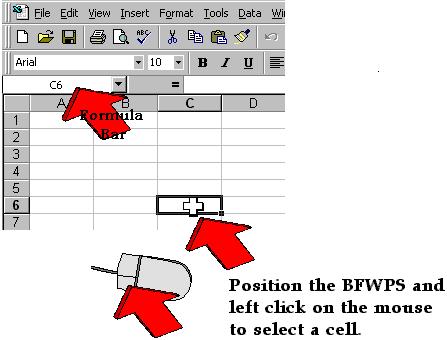 File Edit View Insert Format Tools Data
Arial 10 B I U
C6 =
A B C D
Formula
Bar
1
2
3
4
5
6
7
Position the BFWPS and
left click on the mouse
to select a cell.